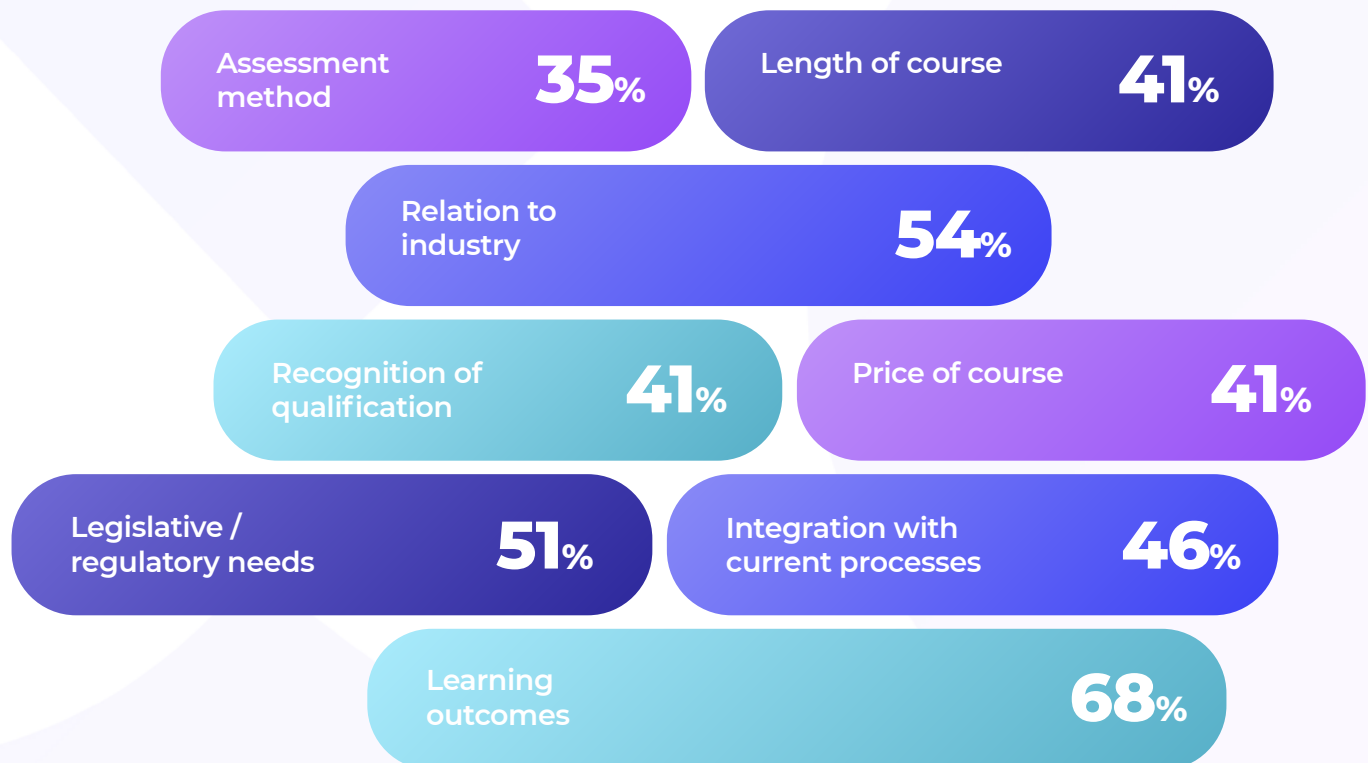 Assessment
method
35%
Length of course
41%
Relation to
industry
54%
Recognition of
qualification
41%
Price of course
41%
Legislative /
regulatory needs
51%
Integration with
current processes
46%
Learning
outcomes
68%